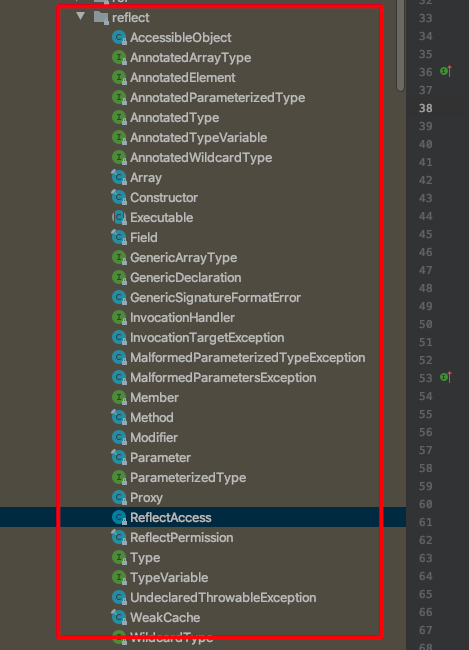 reflect
AccessibleObject
AnnotatedArrayType
AnnotatedElement
AnnotatedParameterizedType
AnnotatedType
AnnotatedTypeVariable
AnnotatedWildcardType
Array
Constructor
Executable
Field
GenericArrayType
GenericDeclaration
GenericSignatureFormatError
InvocationHandler
InvocationTargetException
MalformedParameterizedTypeException
MalformedParametersException
Member
Method
Modifier
Parameter
ParameterizedType
Proxy
ReflectAccess
ReflectPermission
Type
TypeVariable
UndeclaredThrowableException
WeakCache
WildcardType
33
34
35
36
37
38
39
40
41
42
43
44
45
46
47
48
49
50
51
52
53
54
55
56
57
58
59
60
61
62
63
64
65
66
67
68